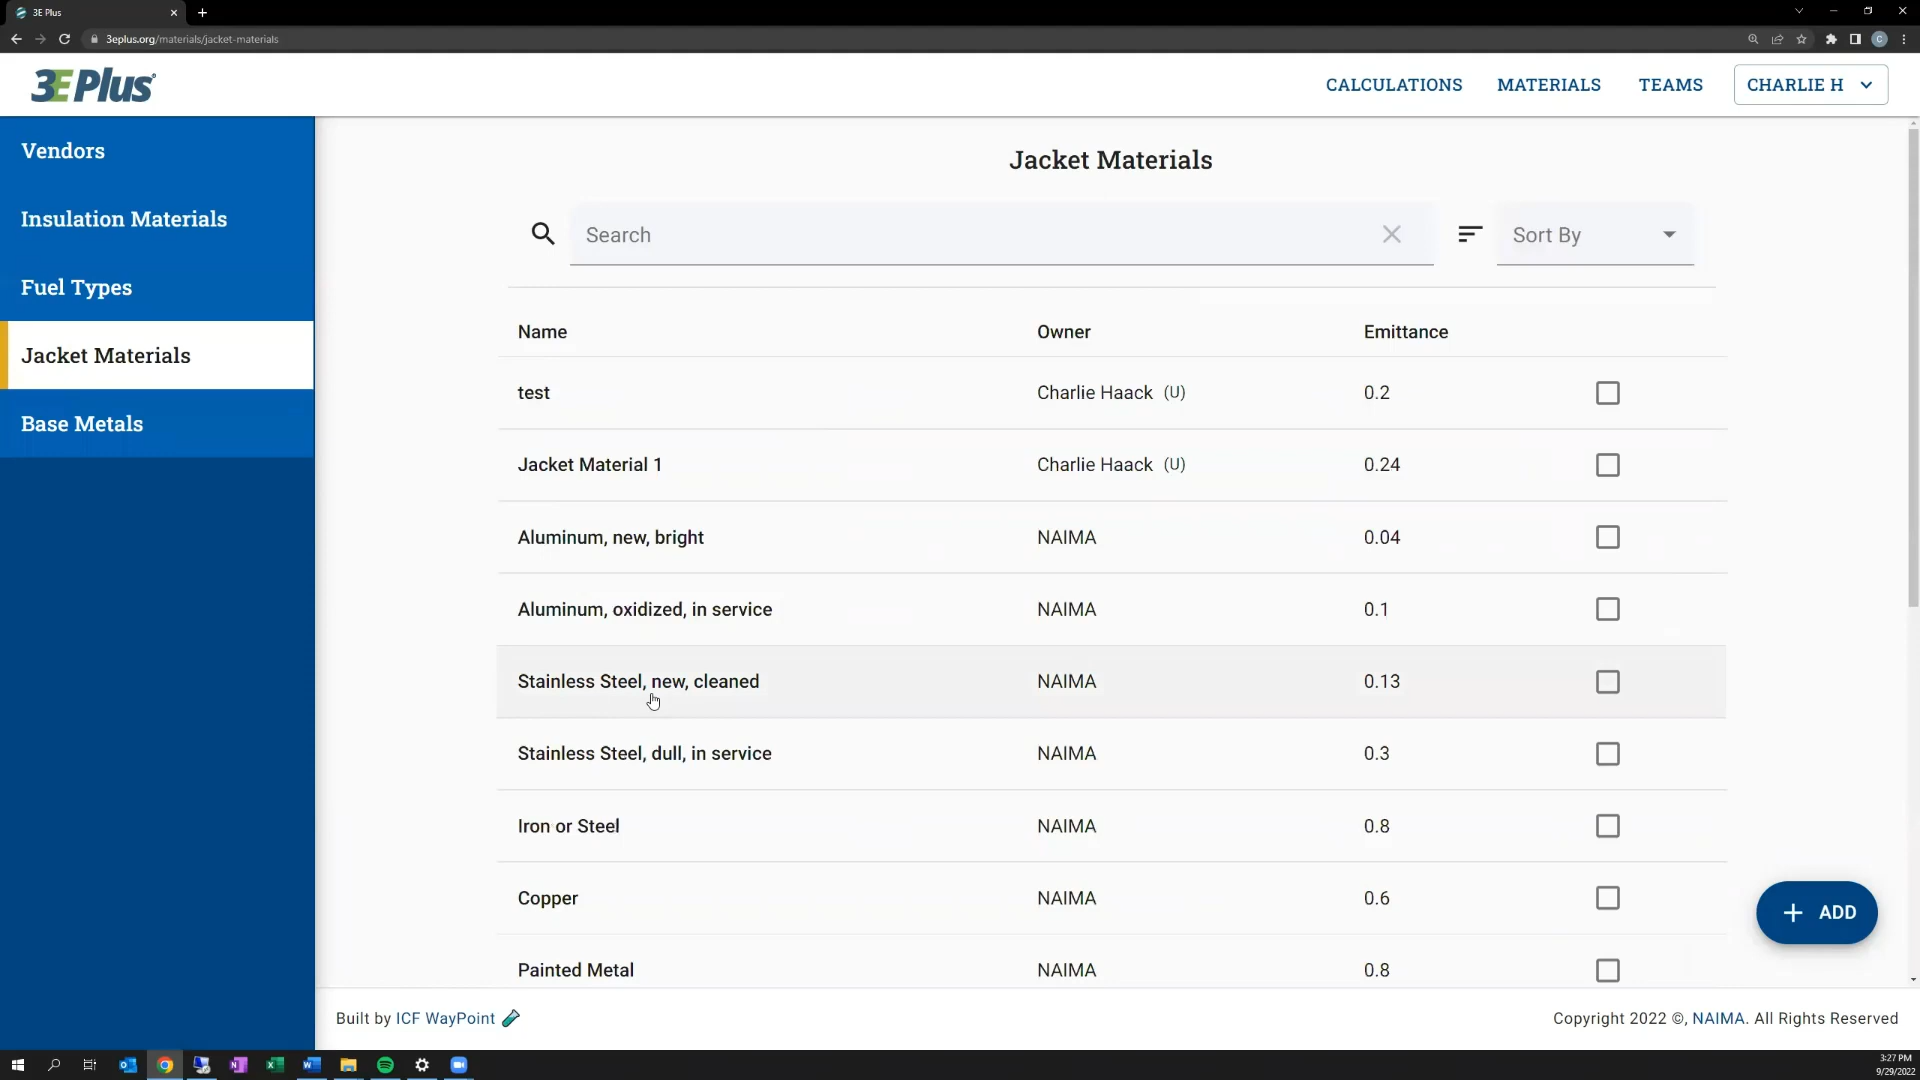 3E Plus
3eplus.org/materials/jacket-materials
3E Plus
CALCULATIONS
MATERIALS
TEAMS
CHARLIE H
Vendors
Insulation Materials
Fuel Types
Jacket Materials
Base Metals
Jacket Materials
Search
Sort By
Name Owner Emittance
test Charlie Haack (U) 0.2
Jacket Material 1 Charlie Haack (U) 0.24
Aluminum, new, bright NAIMA 0.04
Aluminum, oxidized, in service NAIMA 0.1
Stainless Steel, new, cleaned NAIMA 0.13
Stainless Steel, dull, in service NAIMA 0.3
Iron or Steel NAIMA 0.8
Copper NAIMA 0.6
Painted Metal NAIMA 0.8
+ ADD
Built by ICF WayPoint
Copyright 2022 ©, NAIMA. All Rights Reserved
3:27 PM
9/29/2022